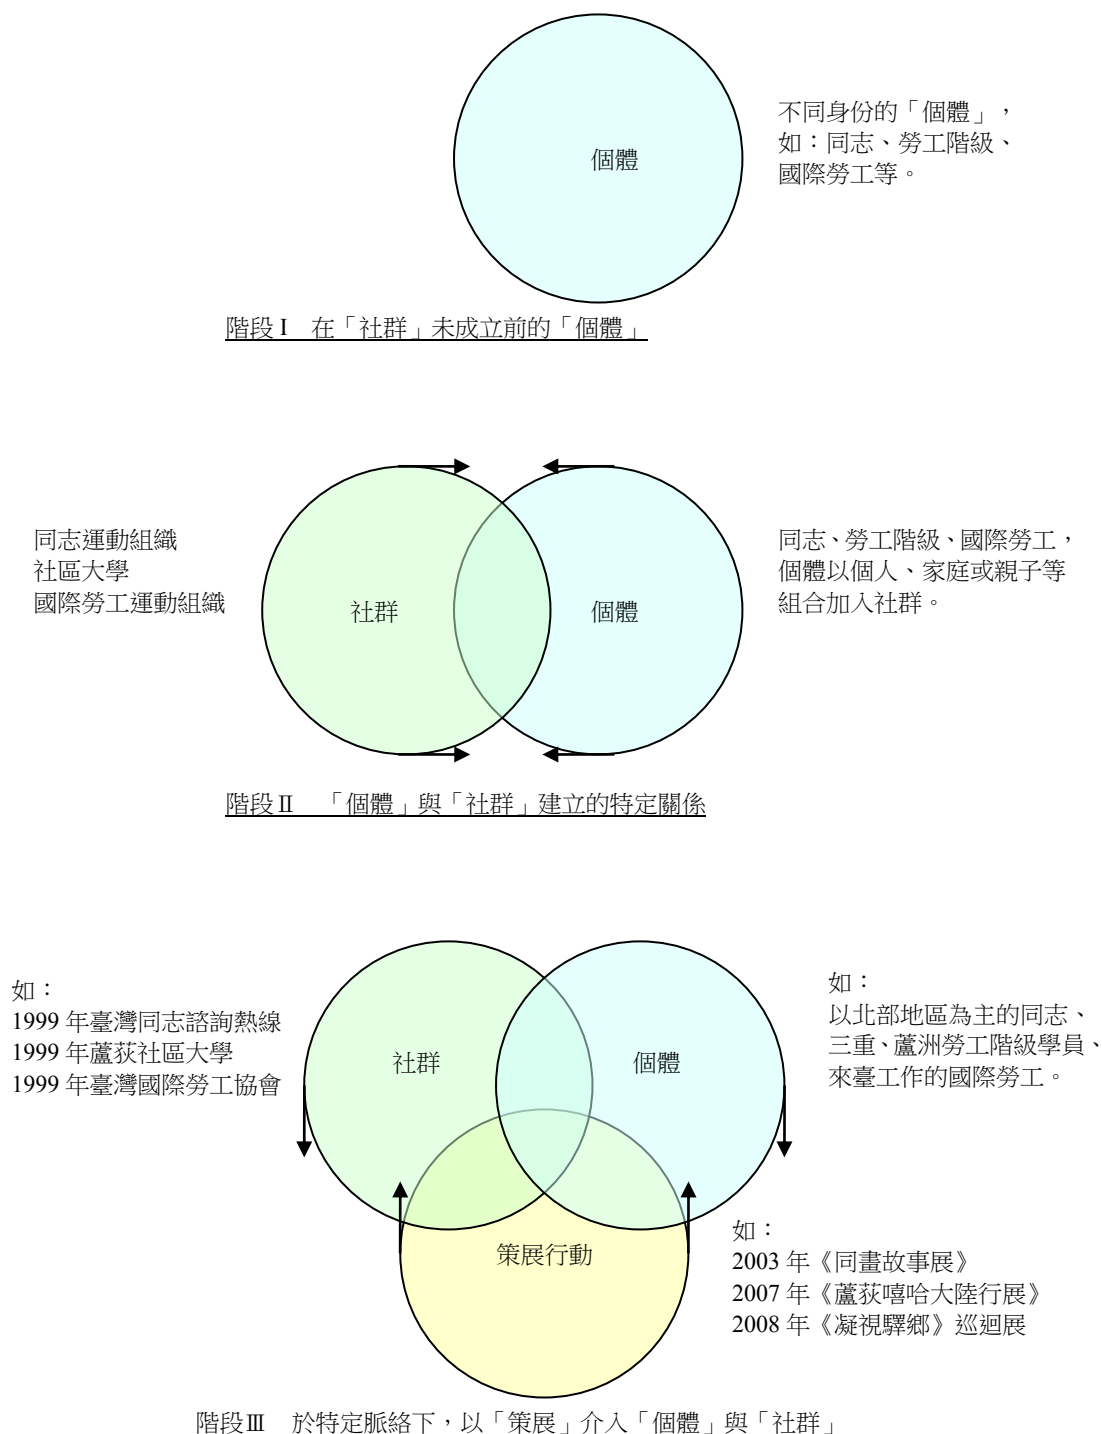 個體
不同身份的「個體」，
如：同志、勞工階級、
國際勞工等。
階段 I　在「社群」未成立前的「個體」
同志運動組織
社區大學
國際勞工運動組織
社群
個體
同志、勞工階級、國際勞工，
個體以個人、家庭或親子等
組合加入社群。
階段Ⅱ　「個體」與「社群」建立的特定關係
如：
1999 年臺灣同志諮詢熱線
1999 年蘆荻社區大學
1999 年臺灣國際勞工協會
社群
個體
如：
以北部地區為主的同志、
三重、蘆洲勞工階級學員、
來臺工作的國際勞工。
策展行動
如：
2003 年《同畫故事展》
2007 年《蘆荻嘻哈大陸行展》
2008 年《凝視驛鄉》巡迴展
階段Ⅲ　於特定脈絡下，以「策展」介入「個體」與「社群」